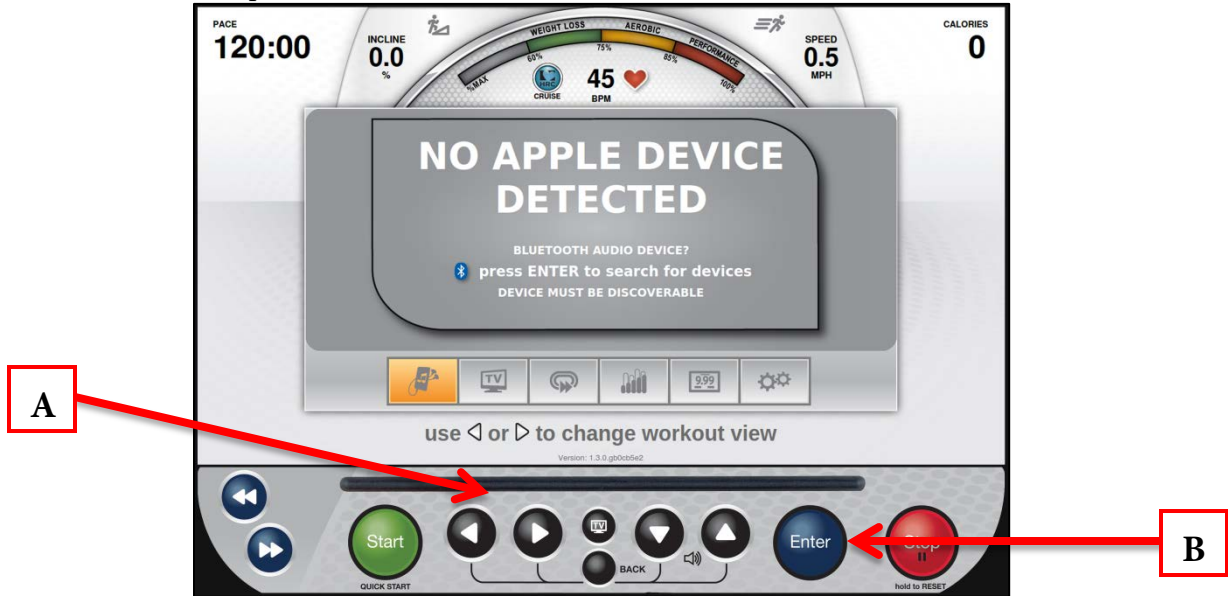 PACE
120:00
INCLINE
0.0
%
WEIGHT LOSS
AEROBIC
PERFORMANCE
%MAX
60%
75%
85%
100%
HRC
CRUISE
45
BPM
SPEED
0.5
MPH
CALORIES
0
NO APPLE DEVICE
DETECTED
BLUETOOTH AUDIO DEVICE?
press ENTER to search for devices
DEVICE MUST BE DISCOVERABLE
TV
9.99
use ◁ or ▷ to change workout view
Version: 1.3.0.gb0cb5e2
A
Start
QUICK START
TV
BACK
Enter
Stop
hold to RESET
B